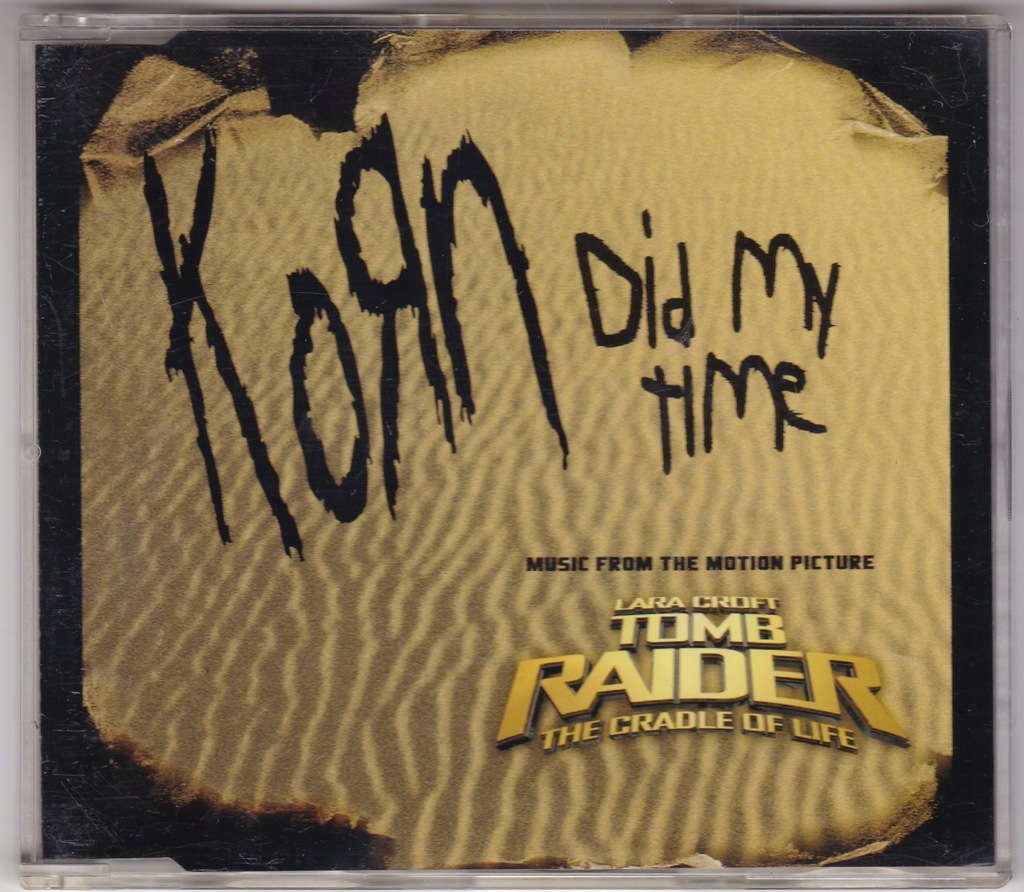 KoЯn
Did my
time
MUSIC FROM THE MOTION PICTURE
LARA CROFT
TOMB
RAIDER
THE CRADLE OF LIFE